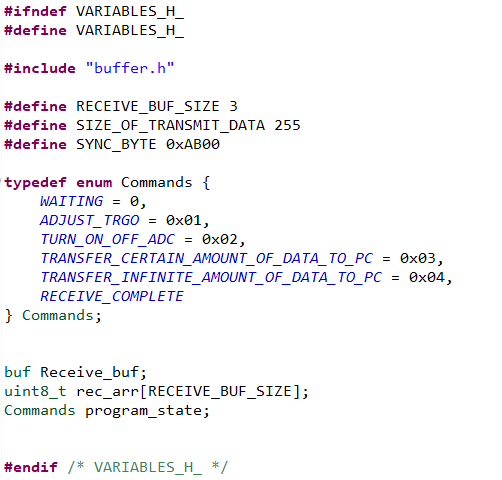 #ifndef VARIABLES_H_
#define VARIABLES_H_
#include "buffer.h"
#define RECEIVE_BUF_SIZE 3
#define SIZE_OF_TRANSMIT_DATA 255
#define SYNC_BYTE 0xAB00
typedef enum Commands {
    WAITING = 0,
    ADJUST_TRGO = 0x01,
    TURN_ON_OFF_ADC = 0x02,
    TRANSFER_CERTAIN_AMOUNT_OF_DATA_TO_PC = 0x03,
    TRANSFER_INFINITE_AMOUNT_OF_DATA_TO_PC = 0x04,
    RECEIVE_COMPLETE
} Commands;
buf Receive_buf;
uint8_t rec_arr[RECEIVE_BUF_SIZE];
Commands program_state;
#endif /* VARIABLES_H_ */